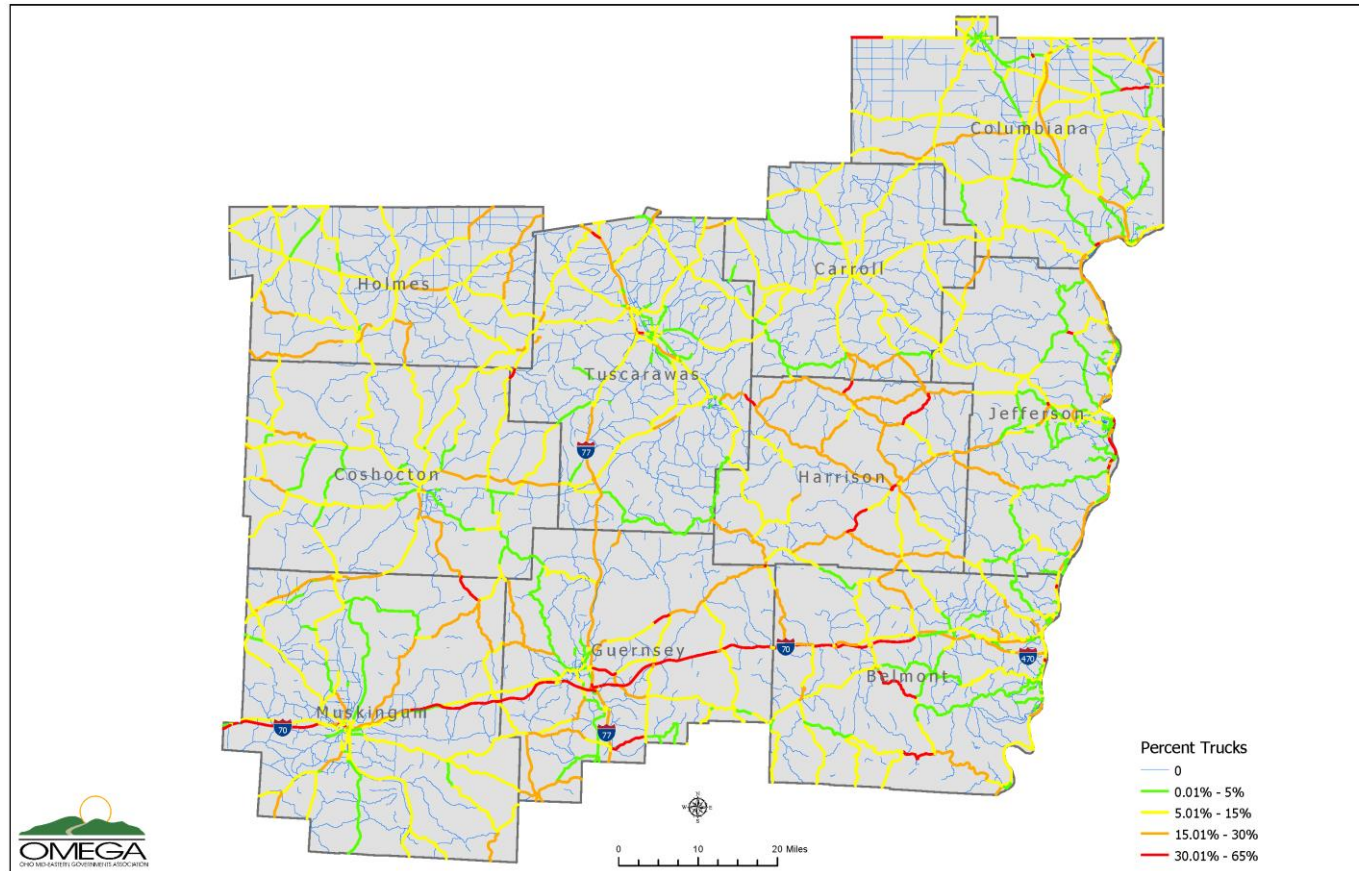 Columbiana
Carroll
Holmes
Tuscarawas
Jefferson
77
Coshocton
Harrison
Guernsey
70
470
Belmont
Muskingum
70
77
Percent Trucks
0
0.01% - 5%
5.01% - 15%
15.01% - 30%
30.01% - 65%
N
W E
S
0 10 20 Miles
OMEGA
OHIO MID-EASTERN GOVERNMENTS ASSOCIATION